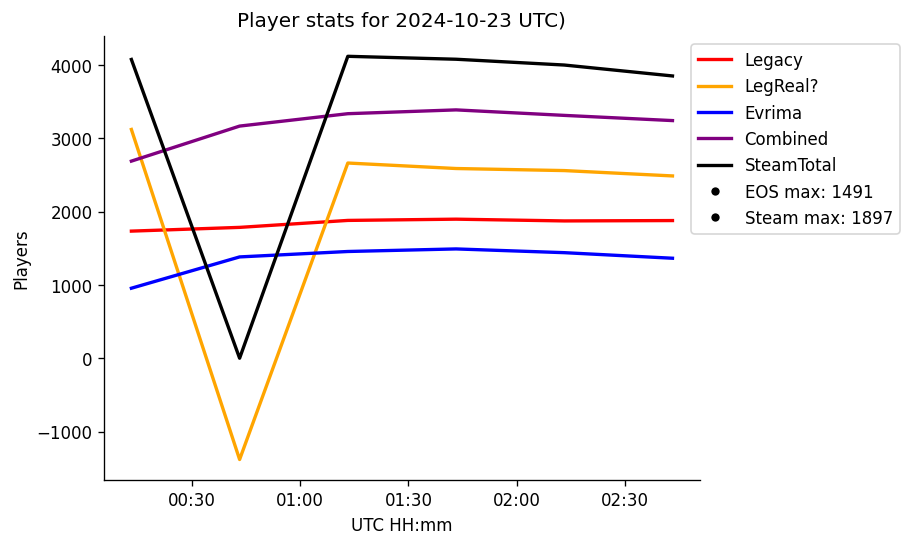 Player stats for 2024-10-23 UTC)
Legacy
LegReal?
Evrima
Combined
SteamTotal
EOS max: 1491
Steam max: 1897
Players
4000
3000
2000
1000
0
−1000
00:30
01:00
01:30
02:00
02:30
UTC HH:mm